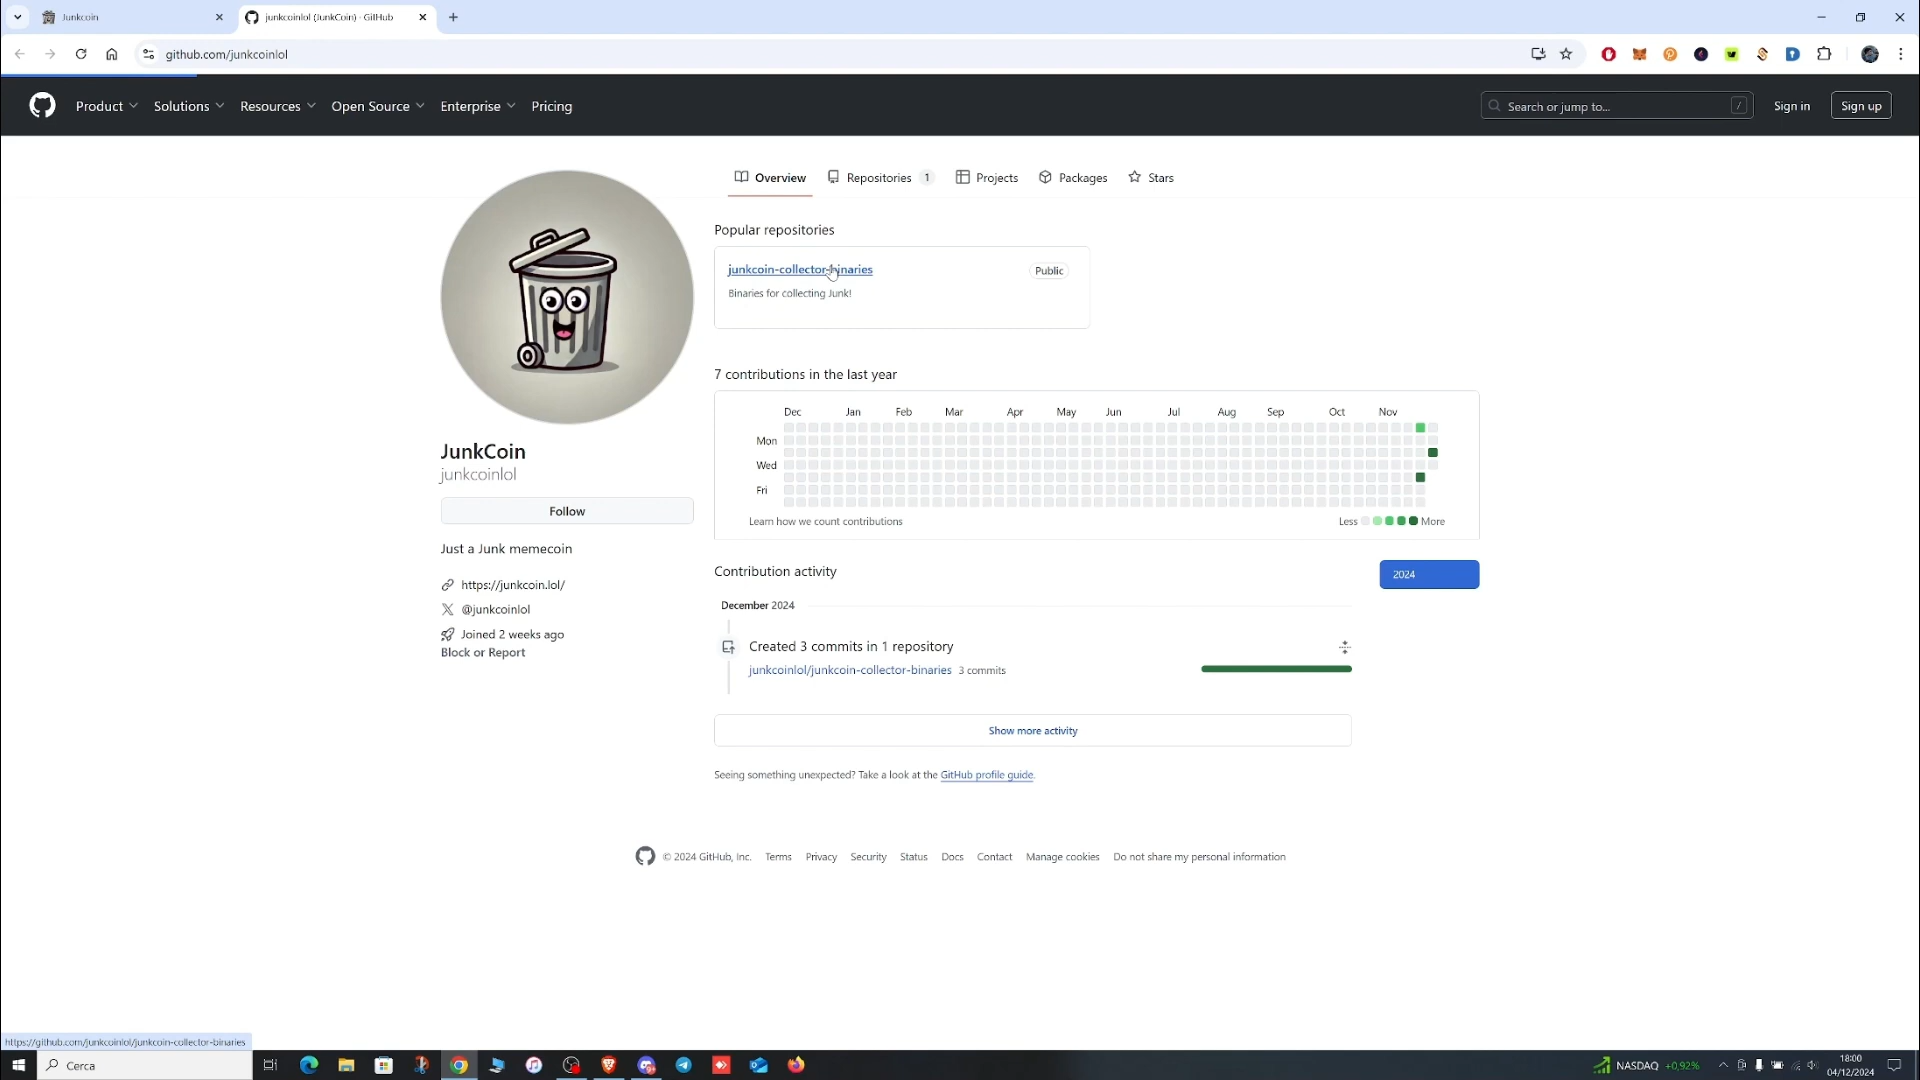 Junkcoin
junkcoinlol (JunkCoin) · GitHub
github.com/junkcoinlol
Product
Solutions
Resources
Open Source
Enterprise
Pricing
Search or jump to...
/
Sign in
Sign up
Overview
Repositories 1
Projects
Packages
Stars
Popular repositories
junkcoin-collector-binaries
Public
Binaries for collecting Junk!
7 contributions in the last year
Dec Jan Feb Mar Apr May Jun Jul Aug Sep Oct Nov
Mon
Wed
Fri
Learn how we count contributions
Less More
JunkCoin
junkcoinlol
Follow
Just a Junk memecoin
https://junkcoin.lol/
@junkcoinlol
Joined 2 weeks ago
Block or Report
Contribution activity
2024
December 2024
Created 3 commits in 1 repository
junkcoinlol/junkcoin-collector-binaries 3 commits
Show more activity
Seeing something unexpected? Take a look at the GitHub profile guide.
© 2024 GitHub, Inc. Terms Privacy Security Status Docs Contact Manage cookies Do not share my personal information
https://github.com/junkcoinlol/junkcoin-collector-binaries
Cerca
NASDAQ +0,92%
18:00
04/12/2024